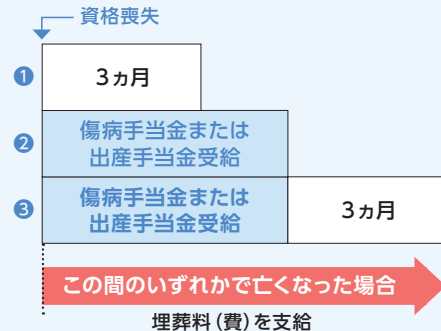 資格喪失
❶ 3ヵ月
❷ 傷病手当金または
出産手当金受給
❸ 傷病手当金または
出産手当金受給
3ヵ月
この間のいずれかで亡くなった場合
埋葬料(費)を支給